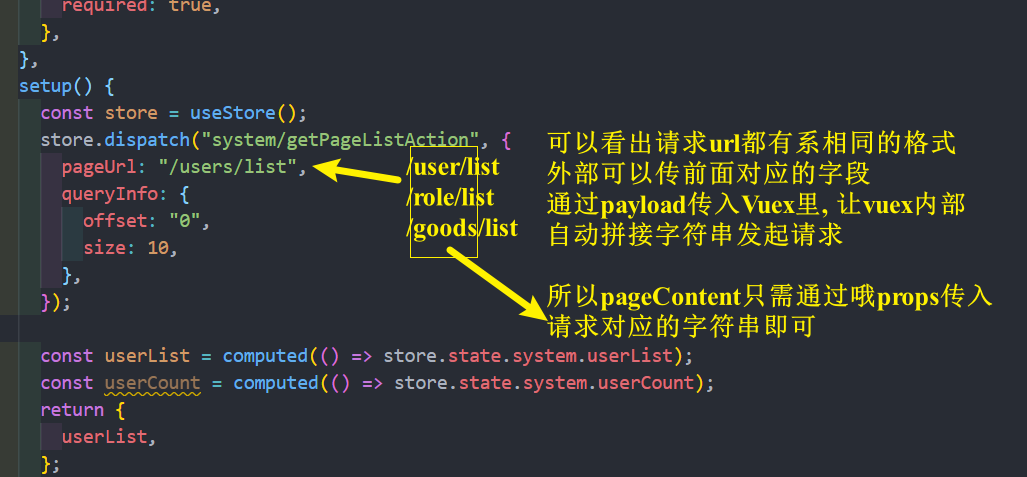 required: true,
},
},
setup() {
const store = useStore();
store.dispatch("system/getPageListAction", {
pageUrl: "/users/list",
queryInfo: {
offset: "0",
size: 10,
},
});
/user/list
/role/list
/goods/list
可以看出请求url都有系相同的格式
外部可以传前面对应的字段
通过payload传入Vuex里, 让vuex内部
自动拼接字符串发起请求
所以pageContent只需通过哦props传入
请求对应的字符串即可
const userList = computed(() => store.state.system.userList);
const userCount = computed(() => store.state.system.userCount);
return {
userList,
};